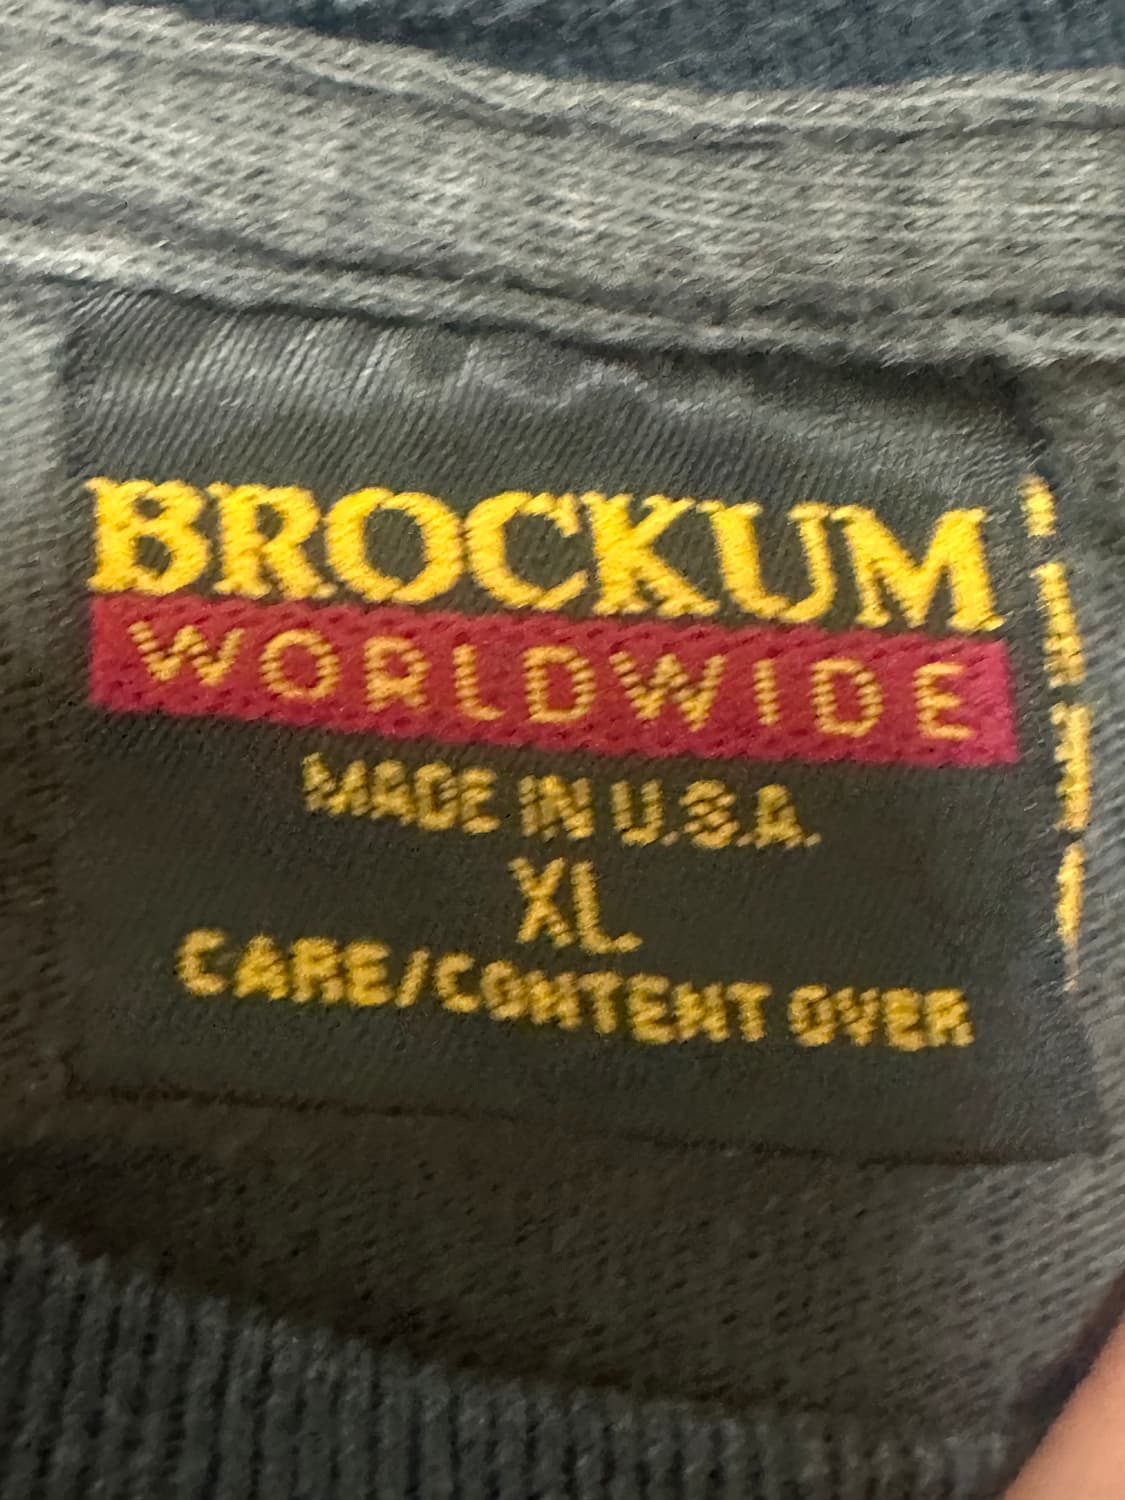 BROCKUM
WORLDWIDE
MADE IN U.S.A.
XL
CARE/CONTENT OVER